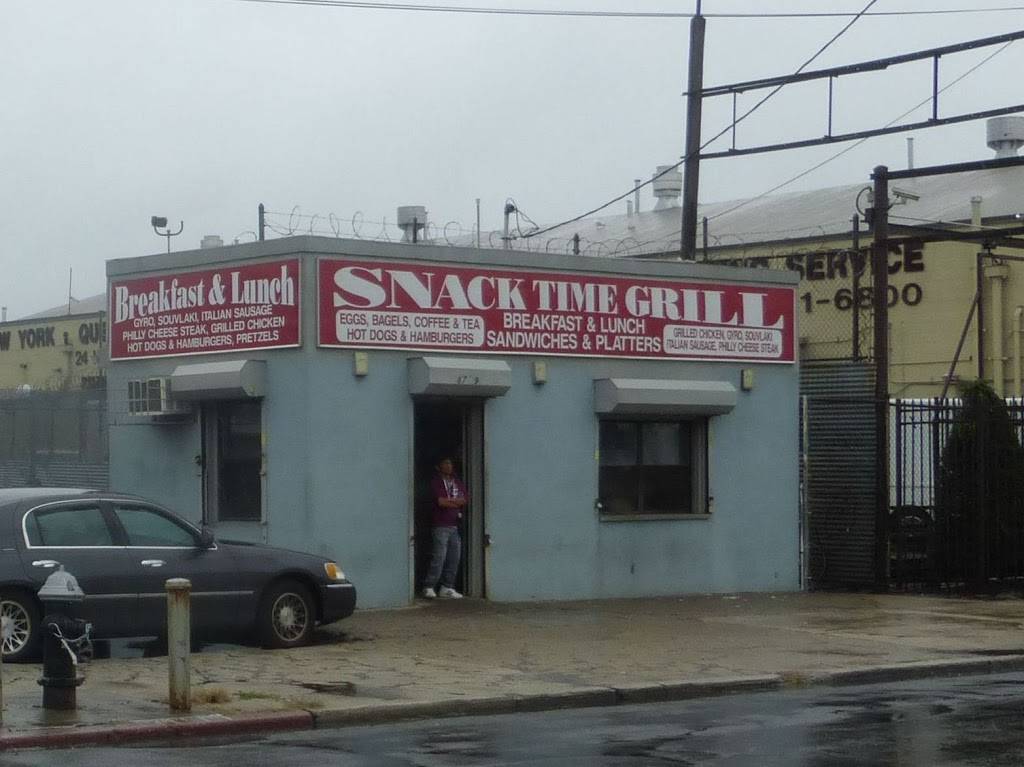 Breakfast & Lunch
GYRO, SOUVLAKI, ITALIAN SAUSAGE
PHILLY CHEESE STEAK, GRILLED CHICKEN
HOT DOGS & HAMBURGERS, PRETZELS
SNACK TIME GRILL
EGGS, BAGELS, COFFEE & TEA
HOT DOGS & HAMBURGERS
BREAKFAST & LUNCH
SANDWICHES & PLATTERS
GRILLED CHICKEN, GYRO, SOUVLAKI
ITALIAN SAUSAGE, PHILLY CHEESE STEAK
W YORK & QUE
24
SERVICE
1-6800